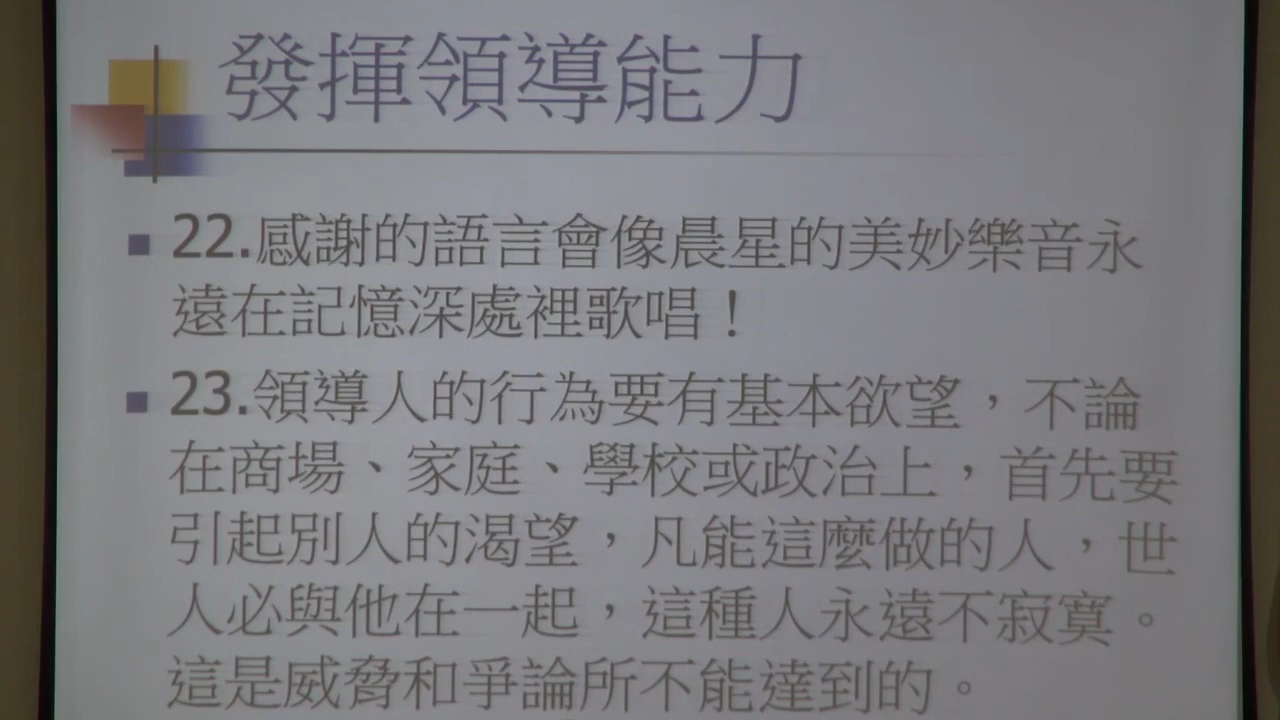 發揮領導能力
22.感謝的語言會像晨星的美妙樂音永
遠在記憶深處裡歌唱！
23.領導人的行為要有基本欲望，不論
在商場、家庭、學校或政治上，首先要
引起別人的渴望，凡能這麼做的人，世
人必與他在一起，這種人永遠不寂寞。
這是威脅和爭論所不能達到的。